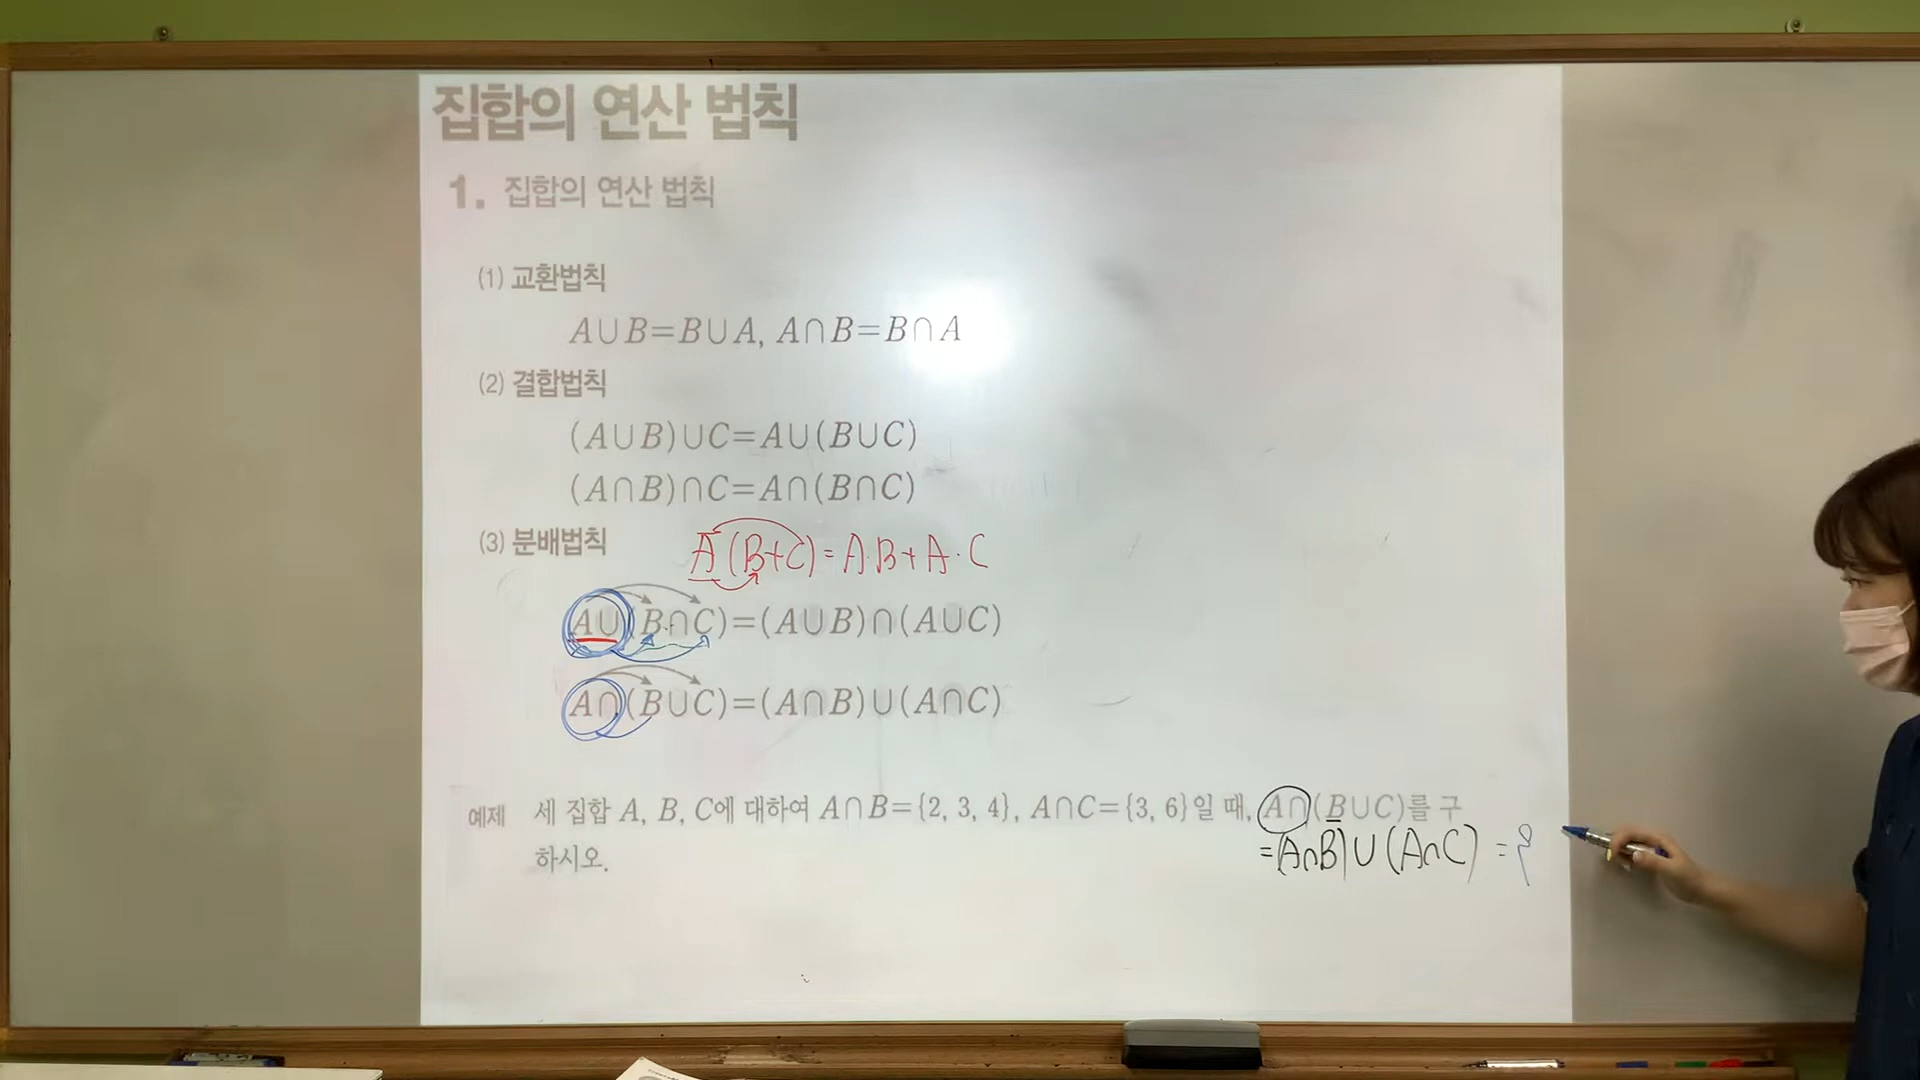 집합의 연산 법칙
1. 집합의 연산 법칙
(1) 교환법칙
A∪B=B∪A, A∩B=B∩A
(2) 결합법칙
(A∪B)∪C=A∪(B∪C)
(A∩B)∩C=A∩(B∩C)
(3) 분배법칙
A(B+C)=A·B+A·C
A∪(B∩C)=(A∪B)∩(A∪C)
A∩(B∪C)=(A∩B)∪(A∩C)
예제 세 집합 A, B, C에 대하여 A∩B={2, 3, 4}, A∩C={3, 6}일 때, A∩(B∪C)를 구
하시오.
=(A∩B)∪(A∩C) = {